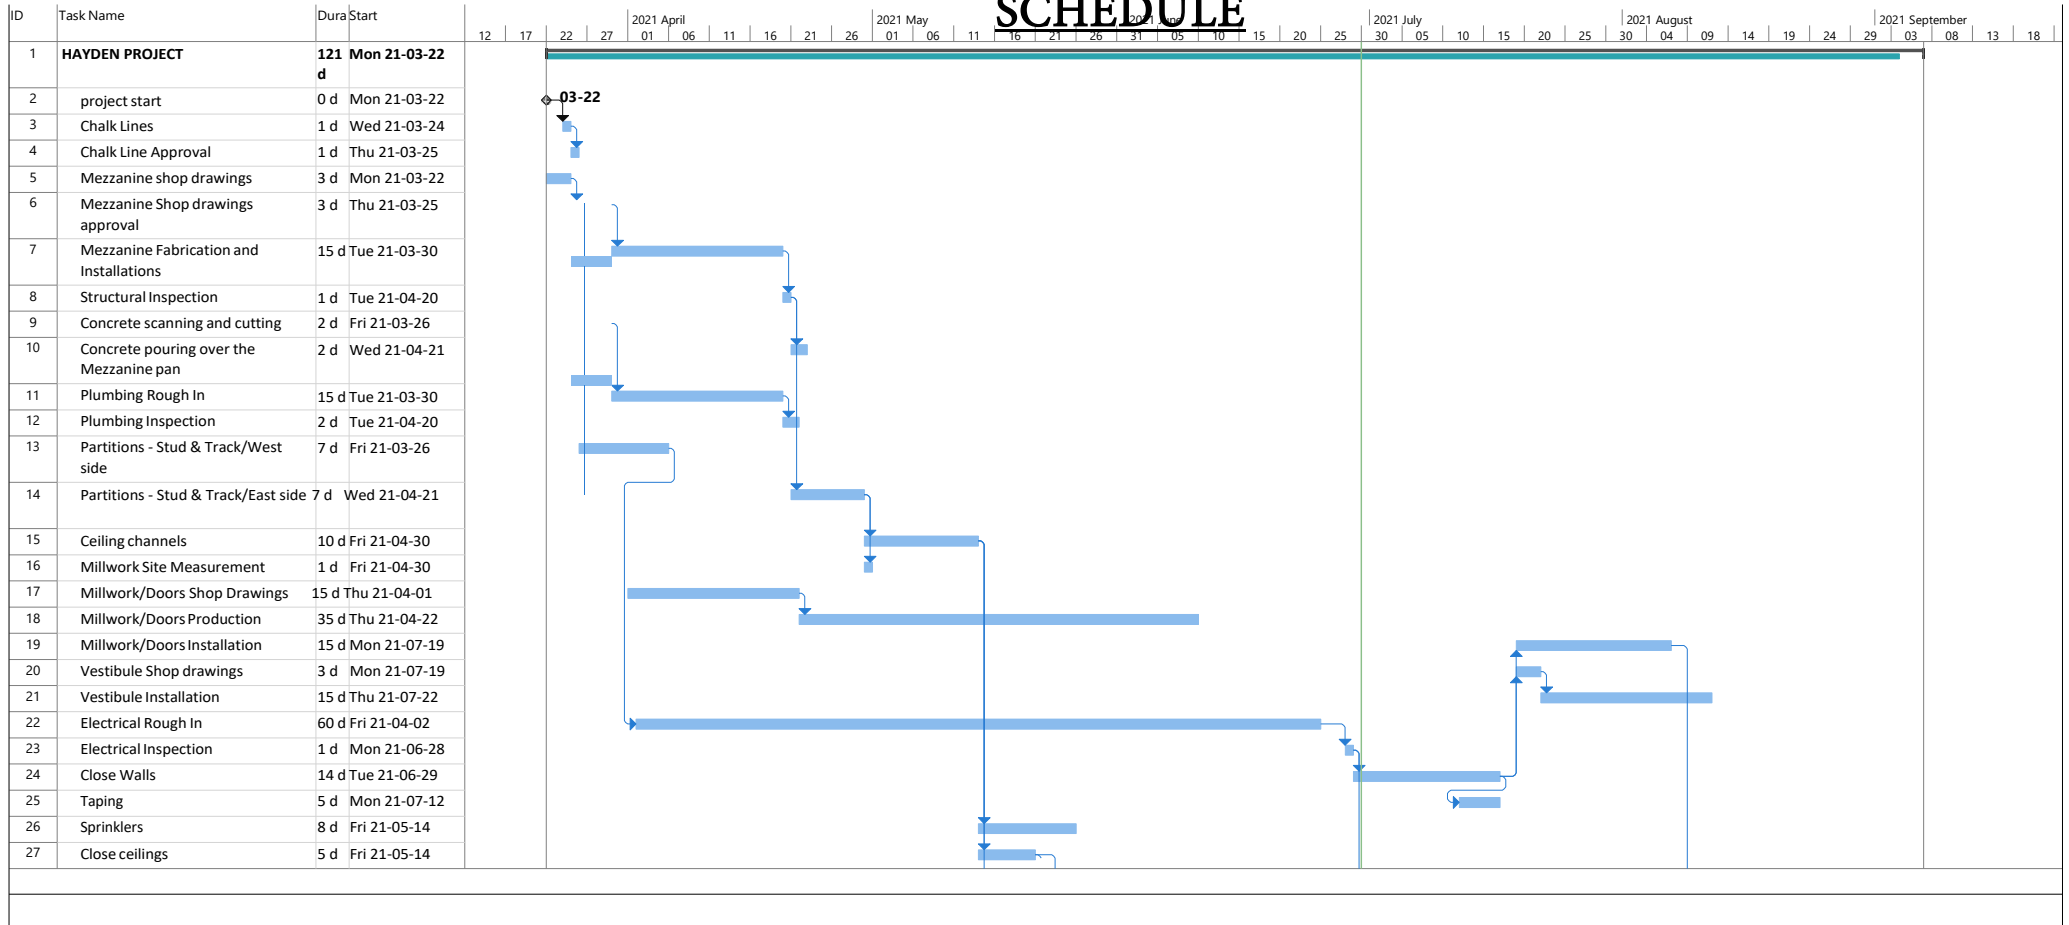 SCHEDULE
ID Task Name Dura Start
2021 April 2021 May 2021 June 2021 July 2021 August 2021 September
12 17 22 27 01 06 11 16 21 26 01 06 11 16 21 26 31 05 10 15 20 25 30 05 10 15 20 25 30 04 09 14 19 24 29 03 08 13 18
1 HAYDEN PROJECT 121 Mon 21-03-22
d
2 project start 0 d Mon 21-03-22 03-22
3 Chalk Lines 1 d Wed 21-03-24
4 Chalk Line Approval 1 d Thu 21-03-25
5 Mezzanine shop drawings 3 d Mon 21-03-22
6 Mezzanine Shop drawings 3 d Thu 21-03-25
approval
7 Mezzanine Fabrication and 15 d Tue 21-03-30
Installations
8 Structural Inspection 1 d Tue 21-04-20
9 Concrete scanning and cutting 2 d Fri 21-03-26
10 Concrete pouring over the 2 d Wed 21-04-21
Mezzanine pan
11 Plumbing Rough In 15 d Tue 21-03-30
12 Plumbing Inspection 2 d Tue 21-04-20
13 Partitions - Stud & Track/West 7 d Fri 21-03-26
side
14 Partitions - Stud & Track/East side 7 d Wed 21-04-21
15 Ceiling channels 10 d Fri 21-04-30
16 Millwork Site Measurement 1 d Fri 21-04-30
17 Millwork/Doors Shop Drawings 15 d Thu 21-04-01
18 Millwork/Doors Production 35 d Thu 21-04-22
19 Millwork/Doors Installation 15 d Mon 21-07-19
20 Vestibule Shop drawings 3 d Mon 21-07-19
21 Vestibule Installation 15 d Thu 21-07-22
22 Electrical Rough In 60 d Fri 21-04-02
23 Electrical Inspection 1 d Mon 21-06-28
24 Close Walls 14 d Tue 21-06-29
25 Taping 5 d Mon 21-07-12
26 Sprinklers 8 d Fri 21-05-14
27 Close ceilings 5 d Fri 21-05-14